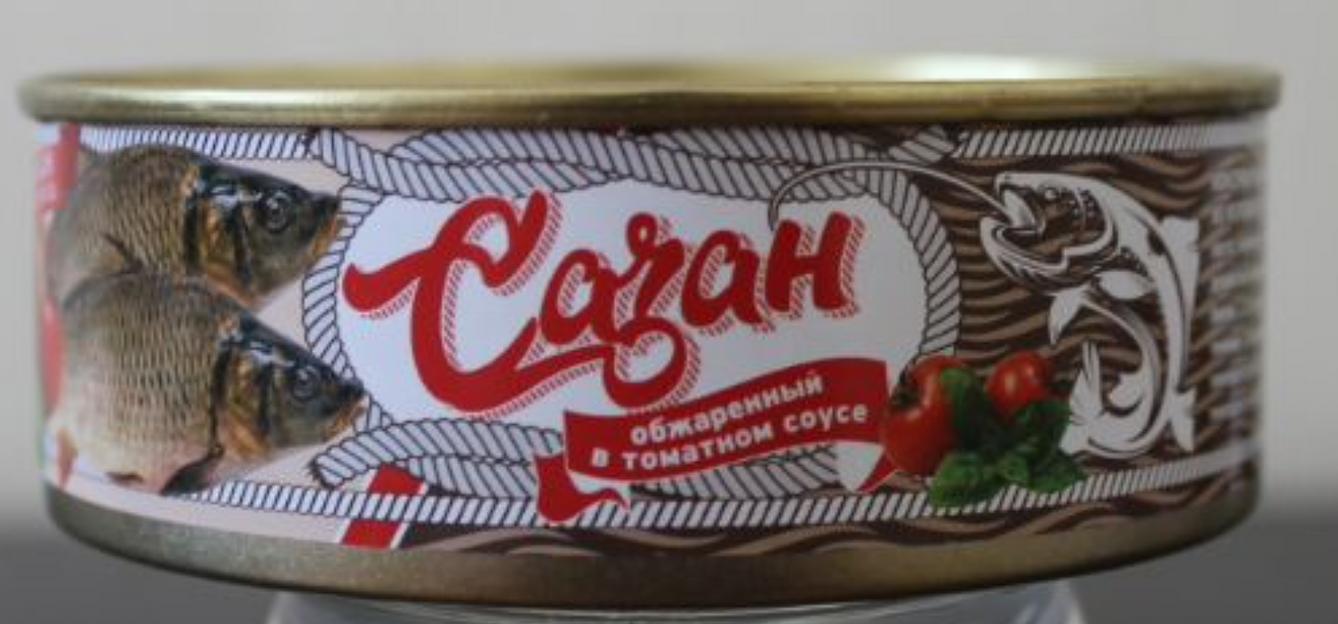 Сазан
обжаренный
в томатном соусе